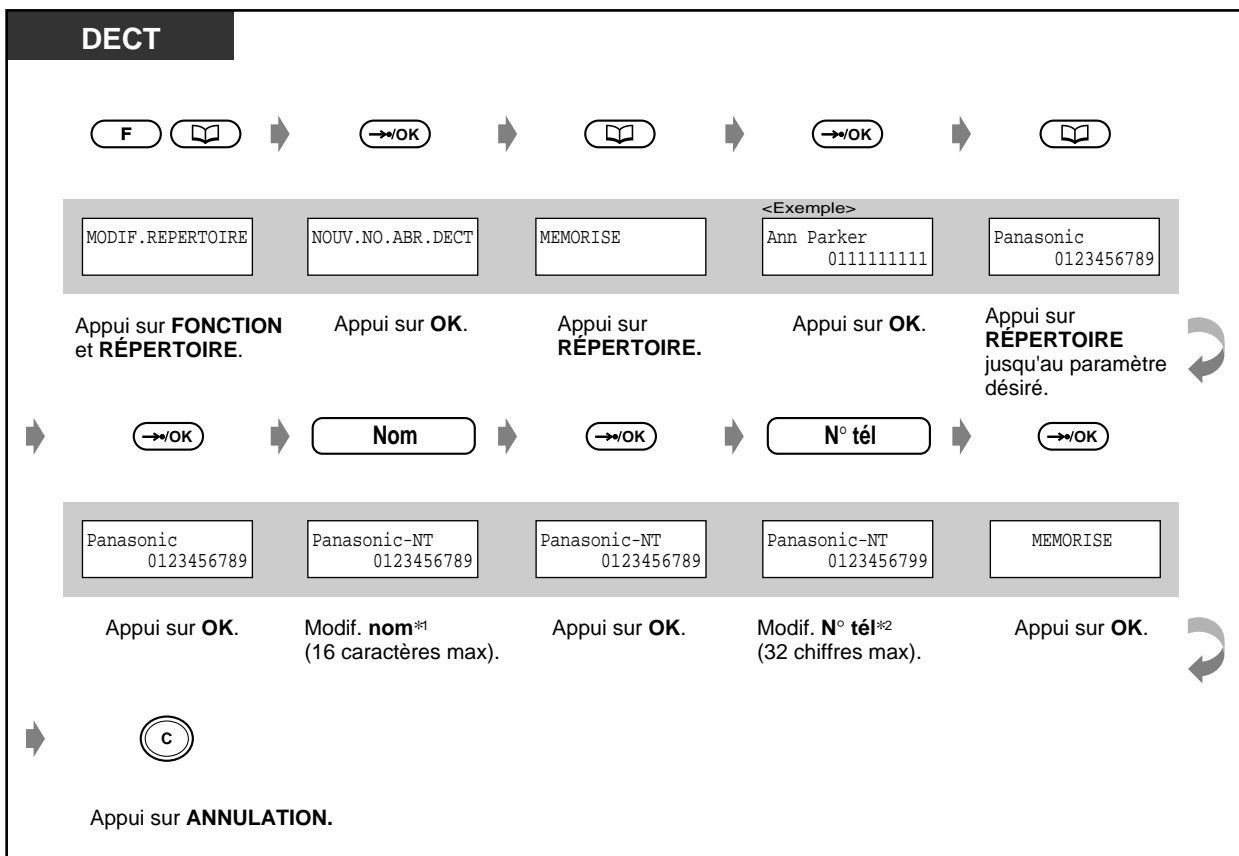 DECT
F
→•/OK
→•/OK
<Exemple>
MODIF.REPERTOIRE
NOUV.NO.ABR.DECT
MEMORISE
Ann Parker
0111111111
Panasonic
0123456789
Appui sur FONCTION
et RÉPERTOIRE.
Appui sur OK.
Appui sur
RÉPERTOIRE.
Appui sur OK.
Appui sur
RÉPERTOIRE
jusqu'au paramètre
désiré.
→•/OK
Nom
→•/OK
N° tél
→•/OK
Panasonic
0123456789
Panasonic-NT
0123456789
Panasonic-NT
0123456789
Panasonic-NT
0123456799
MEMORISE
Appui sur OK.
Modif. nom*1
(16 caractères max).
Appui sur OK.
Modif. N° tél*2
(32 chiffres max).
Appui sur OK.
C
Appui sur ANNULATION.